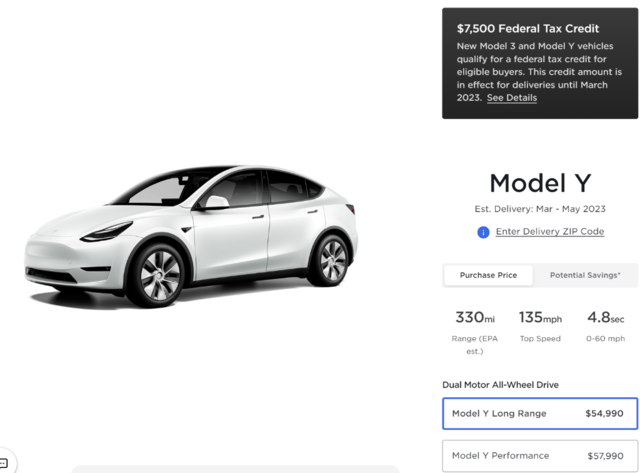 $7,500 Federal Tax Credit
New Model 3 and Model Y vehicles
qualify for a federal tax credit for
eligible buyers. This credit amount is
in effect for deliveries until March
2023. See Details
Model Y
Est. Delivery: Mar - May 2023
Enter Delivery ZIP Code
Purchase Price
Potential Savings*
330mi
135mph
4.8sec
Range (EPA
est.)
Top Speed
0-60 mph
Dual Motor All-Wheel Drive
Model Y Long Range $54,990
Model Y Performance $57,990